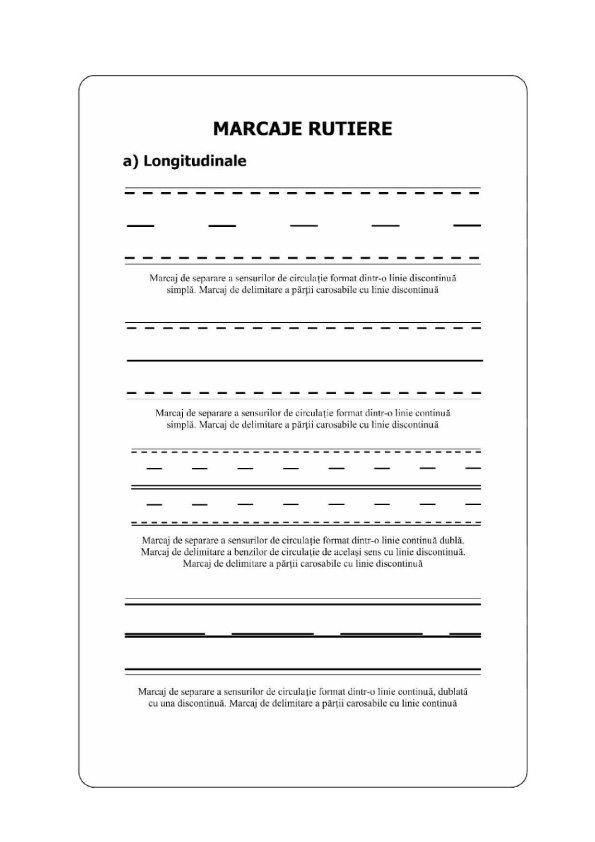 MARCAJE RUTIERE
a) Longitudinale
Marcaj de separare a sensurilor de circulație format dintr-o linie discontinuă
simplă. Marcaj de delimitare a părții carosabile cu linie discontinuă
Marcaj de separare a sensurilor de circulație format dintr-o linie continuă
simplă. Marcaj de delimitare a părții carosabile cu linie discontinuă
Marcaj de separare a sensurilor de circulație format dintr-o linie continuă dublă.
Marcaj de delimitare a benzilor de circulație de același sens cu linie discontinuă.
Marcaj de delimitare a părții carosabile cu linie discontinuă
Marcaj de separare a sensurilor de circulație format dintr-o linie continuă, dublată
cu una discontinuă. Marcaj de delimitare a părții carosabile cu linie continuă